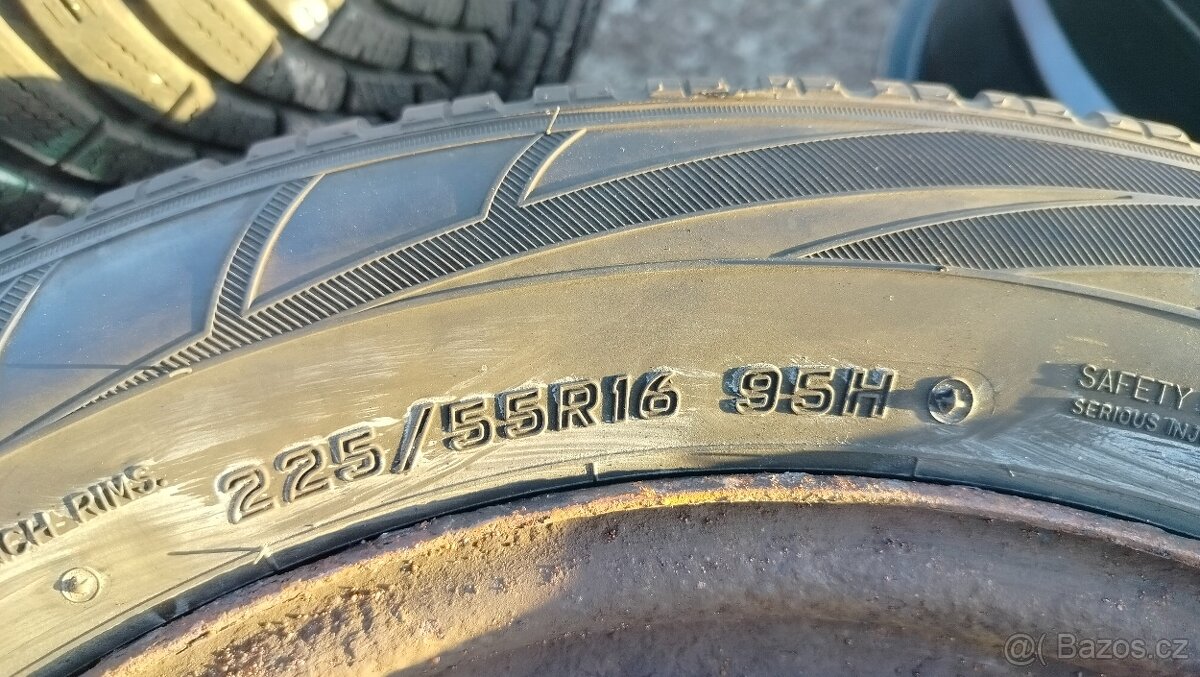 CH-RIMS.
225/55R16 95H
SAFETY
SERIOUS INJ
@( Bazos.cz